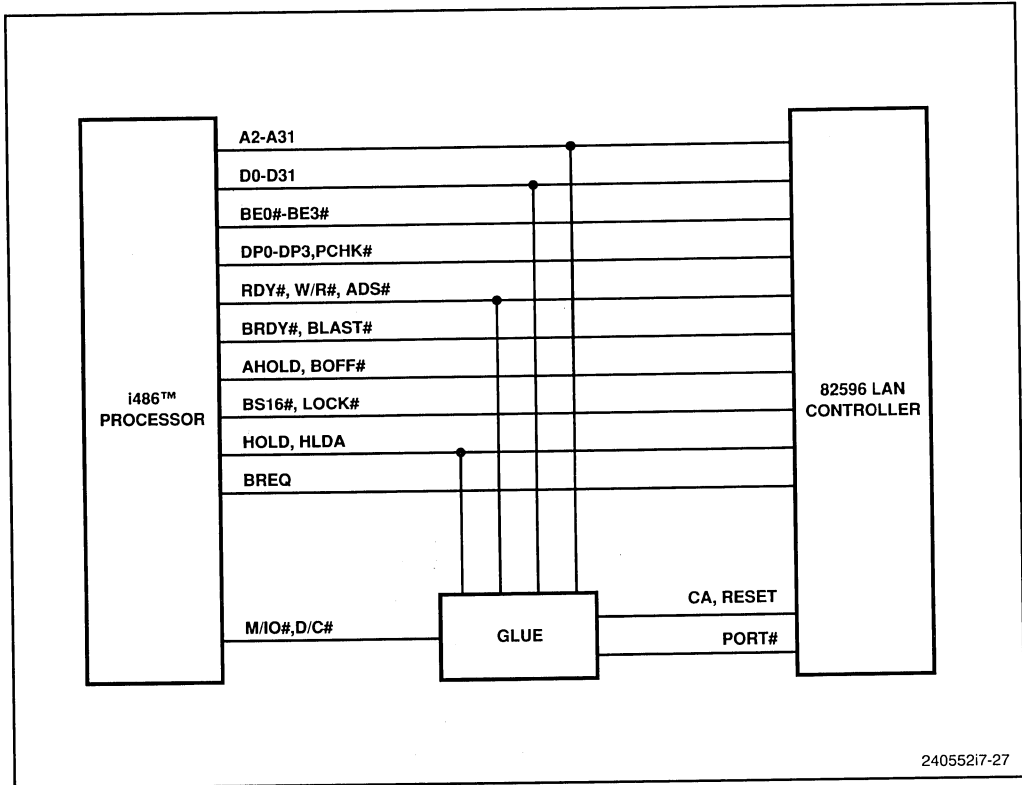 A2-A31
D0-D31
BE0#-BE3#
DP0-DP3,PCHK#
RDY#, W/R#, ADS#
BRDY#, BLAST#
AHOLD, BOFF#
BS16#, LOCK#
HOLD, HLDA
BREQ
i486™
PROCESSOR
82596 LAN
CONTROLLER
M/IO#,D/C#
GLUE
CA, RESET
PORT#
240552i7-27